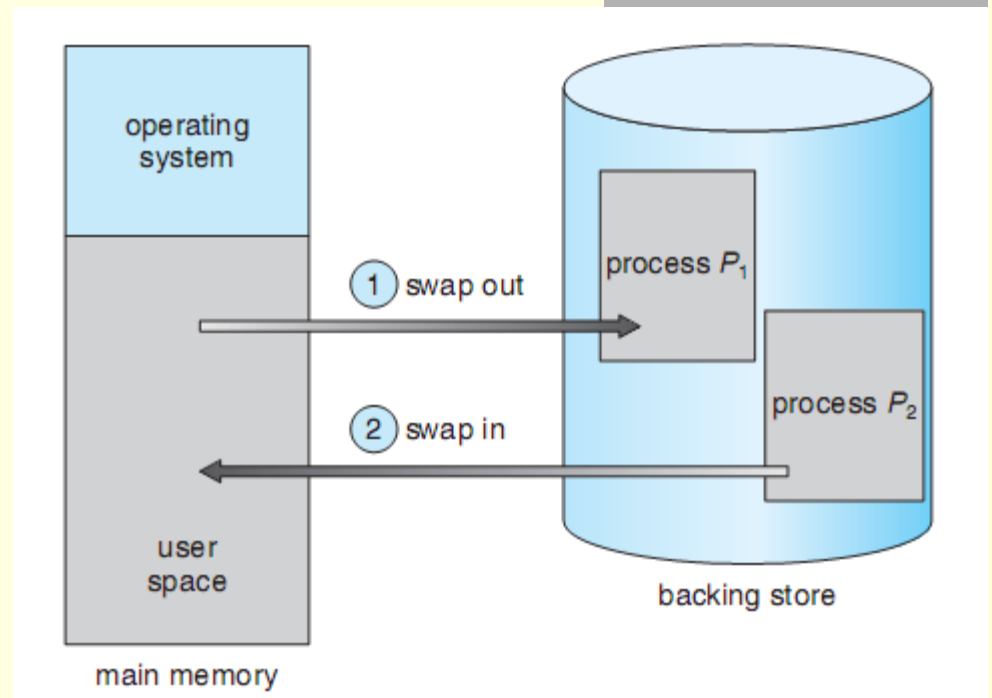 operating
system
1 swap out
process P₁
process P₂
2 swap in
user
space
backing store
main memory